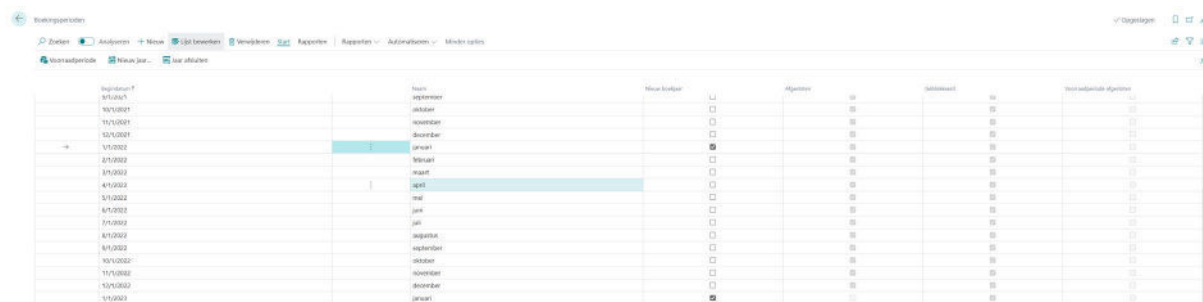 Boekingsperioden
Opgeslagen
Zoeken Analyseren + Nieuw Lijst bewerken Verwijderen Start Rapporten Rapporten Automatiseren Minder opties
Voorraadperiode Nieuw jaar... Jaar afsluiten
Begindatum Naam Nieuw boekjaar Afgesloten Geblokkeerd Voorraadperiode afgesloten
9/1/2021 september
10/1/2021 oktober
11/1/2021 november
12/1/2021 december
1/1/2022 januari
2/1/2022 februari
3/1/2022 maart
4/1/2022 april
5/1/2022 mei
6/1/2022 juni
7/1/2022 juli
8/1/2022 augustus
9/1/2022 september
10/1/2022 oktober
11/1/2022 november
12/1/2022 december
1/1/2023 januari